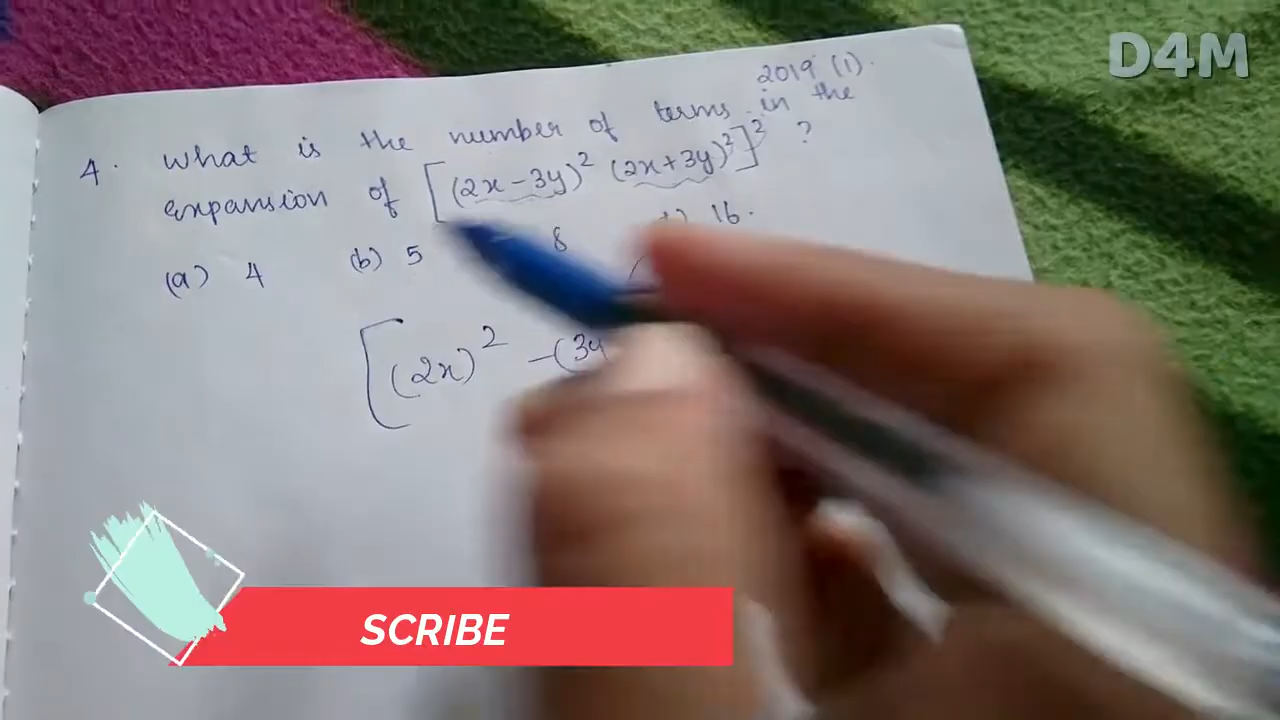 D4M
2019 (1).
4. What is the number of terms in the
expansion of [(2x-3y)² (2x+3y)²]² ?
(a) 4 (b) 5 8 16.
[(2x)² -(3y
SCRIBE